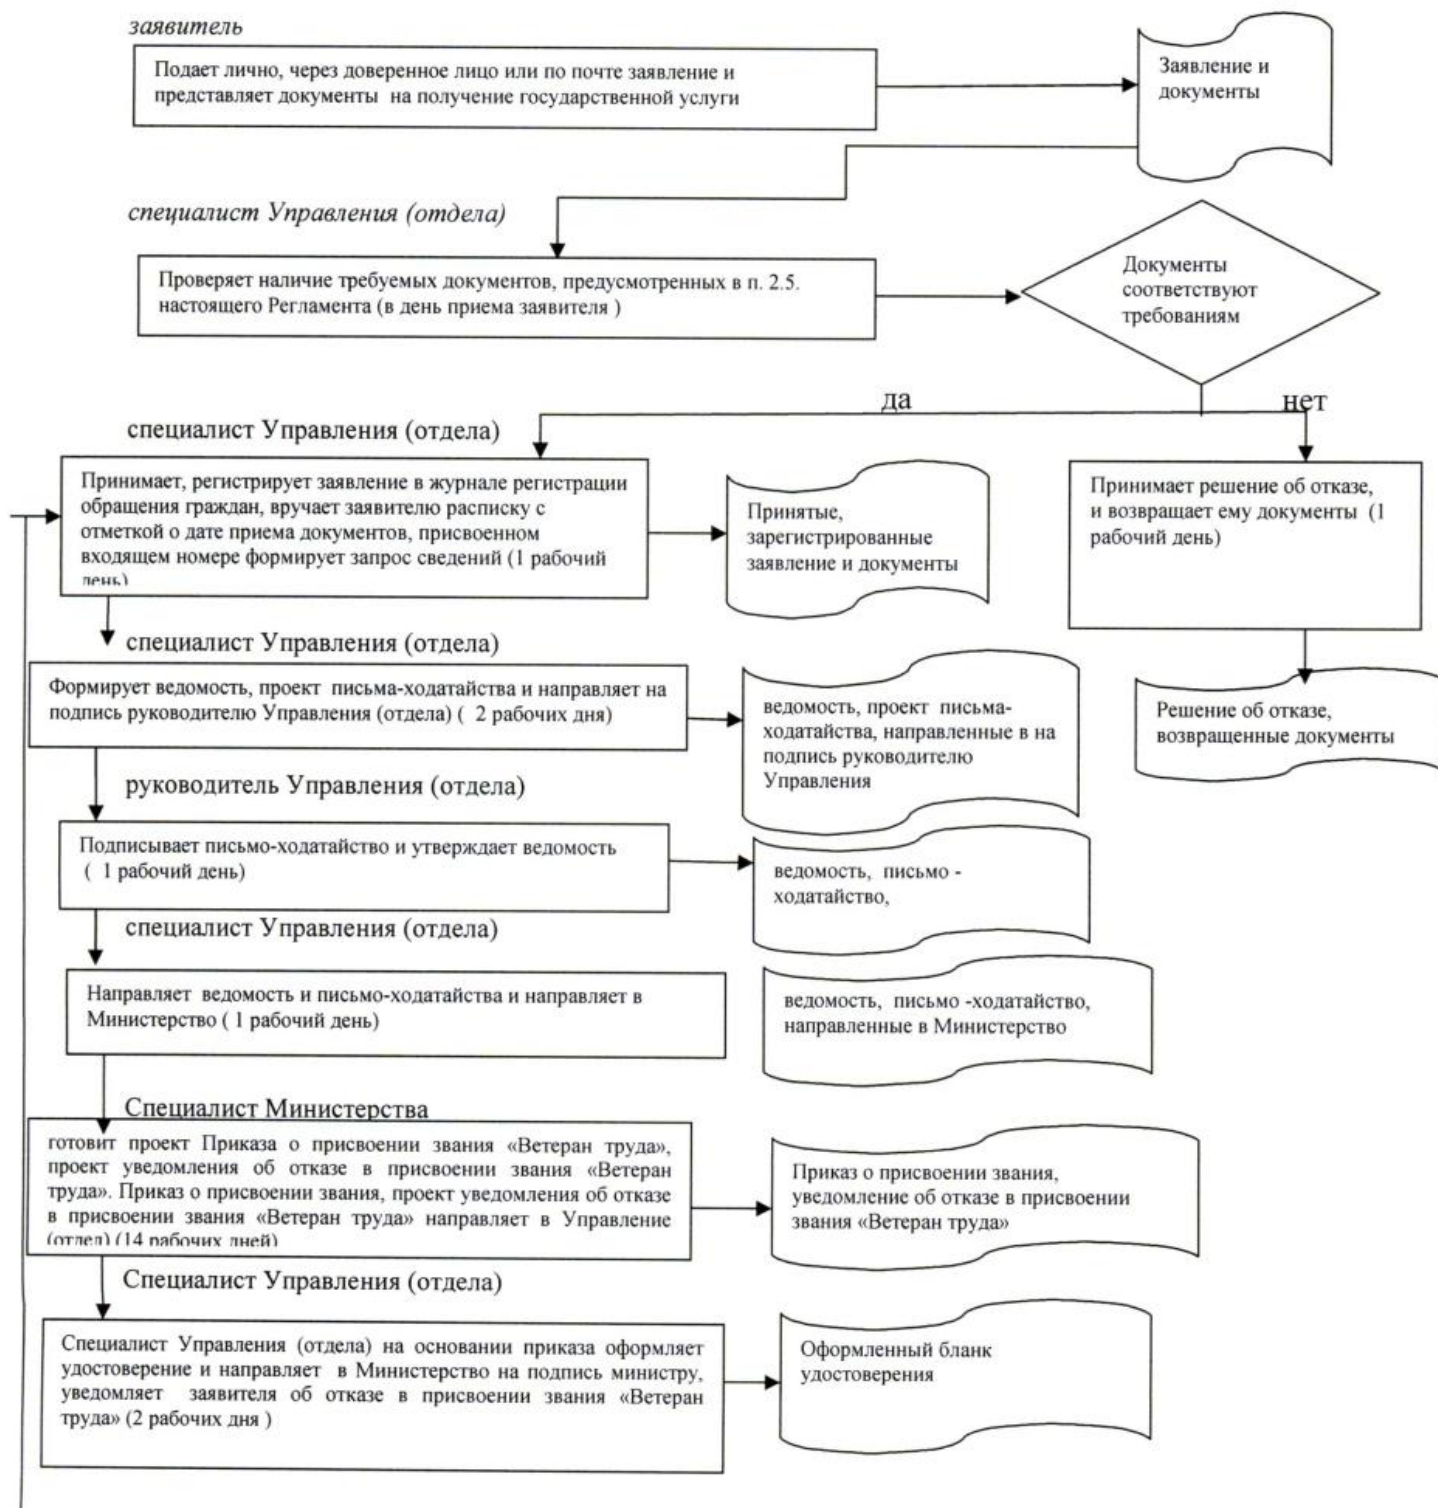 заявитель
Подает лично, через доверенное лицо или по почте заявление и
представляет документы на получение государственной услуги
Заявление и
документы
специалист Управления (отдела)
Проверяет наличие требуемых документов, предусмотренных в п. 2.5.
настоящего Регламента (в день приема заявителя )
Документы
соответствуют
требованиям
да
нет
специалист Управления (отдела)
Принимает, регистрирует заявление в журнале регистрации
обращения граждан, вручает заявителю расписку с
отметкой о дате приема документов, присвоенном
входящем номере формирует запрос сведений (1 рабочий
день)
Принятые,
зарегистрированные
заявление и документы
Принимает решение об отказе,
и возвращает ему документы (1
рабочий день)
специалист Управления (отдела)
Формирует ведомость, проект письма-ходатайства и направляет на
подпись руководителю Управления (отдела) ( 2 рабочих дня)
ведомость, проект письма-
ходатайства, направленные в на
подпись руководителю
Управления
Решение об отказе,
возвращенные документы
руководитель Управления (отдела)
Подписывает письмо-ходатайство и утверждает ведомость
( 1 рабочий день)
ведомость, письмо -
ходатайство,
специалист Управления (отдела)
Направляет ведомость и письмо-ходатайства и направляет в
Министерство ( 1 рабочий день)
ведомость, письмо -ходатайство,
направленные в Министерство
Специалист Министерства
готовит проект Приказа о присвоении звания «Ветеран труда»,
проект уведомления об отказе в присвоении звания «Ветеран
труда». Приказ о присвоении звания, проект уведомления об отказе
в присвоении звания «Ветеран труда» направляет в Управление
(отдел) (14 рабочих дней)
Приказ о присвоении звания,
уведомление об отказе в присвоении
звания «Ветеран труда»
Специалист Управления (отдела)
Специалист Управления (отдела) на основании приказа оформляет
удостоверение и направляет в Министерство на подпись министру,
уведомляет заявителя об отказе в присвоении звания «Ветеран
труда» (2 рабочих дня )
Оформленный бланк
удостоверения